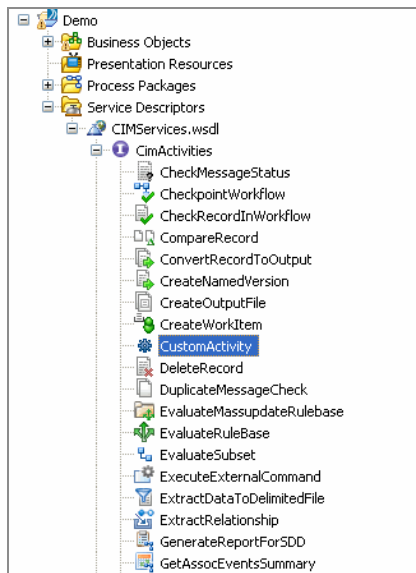 Demo
Business Objects
Presentation Resources
Process Packages
Service Descriptors
CIMServices.wsdl
CimActivities
CheckMessageStatus
CheckpointWorkflow
CheckRecordInWorkflow
CompareRecord
ConvertRecordToOutput
CreateNamedVersion
CreateOutputFile
CreateWorkItem
CustomActivity
DeleteRecord
DuplicateMessageCheck
EvaluateMassupdateRulebase
EvaluateRuleBase
EvaluateSubset
ExecuteExternalCommand
ExtractDataToDelimitedFile
ExtractRelationship
GenerateReportForSDD
GetAssocEventsSummary